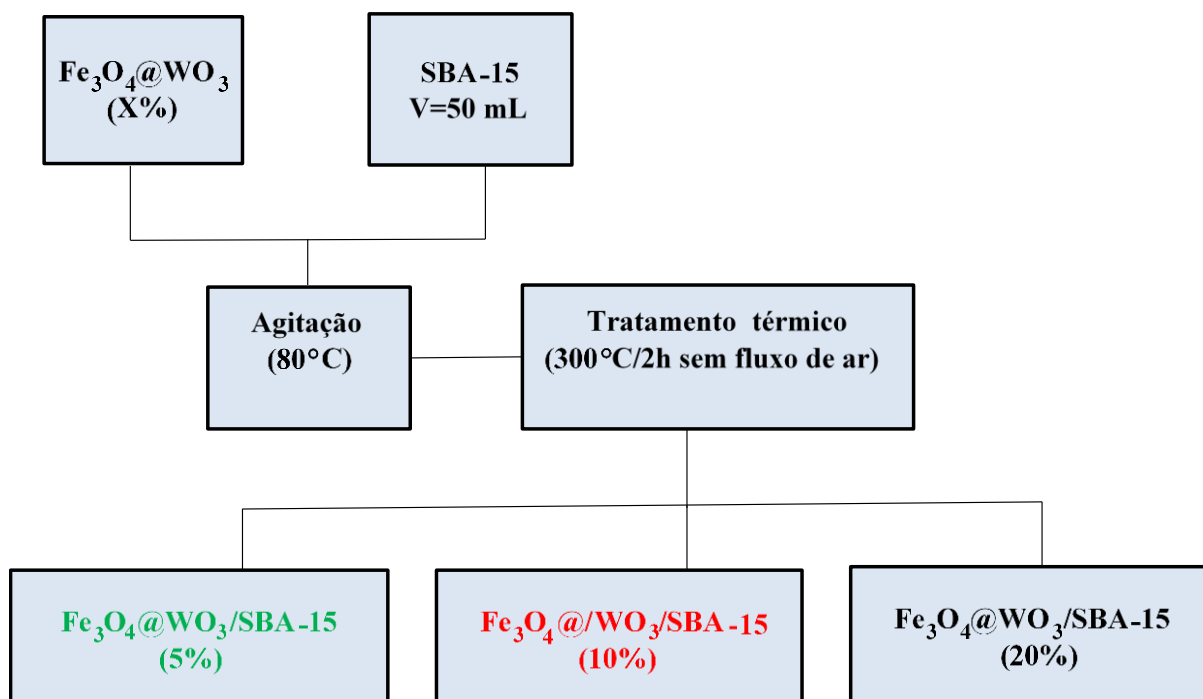 Fe₃O₄@WO₃
(X%)
SBA-15
V=50 mL
Agitação
(80°C)
Tratamento térmico
(300°C/2h sem fluxo de ar)
Fe₃O₄@WO₃/SBA-15
(5%)
Fe₃O₄@/WO₃/SBA-15
(10%)
Fe₃O₄@WO₃/SBA-15
(20%)